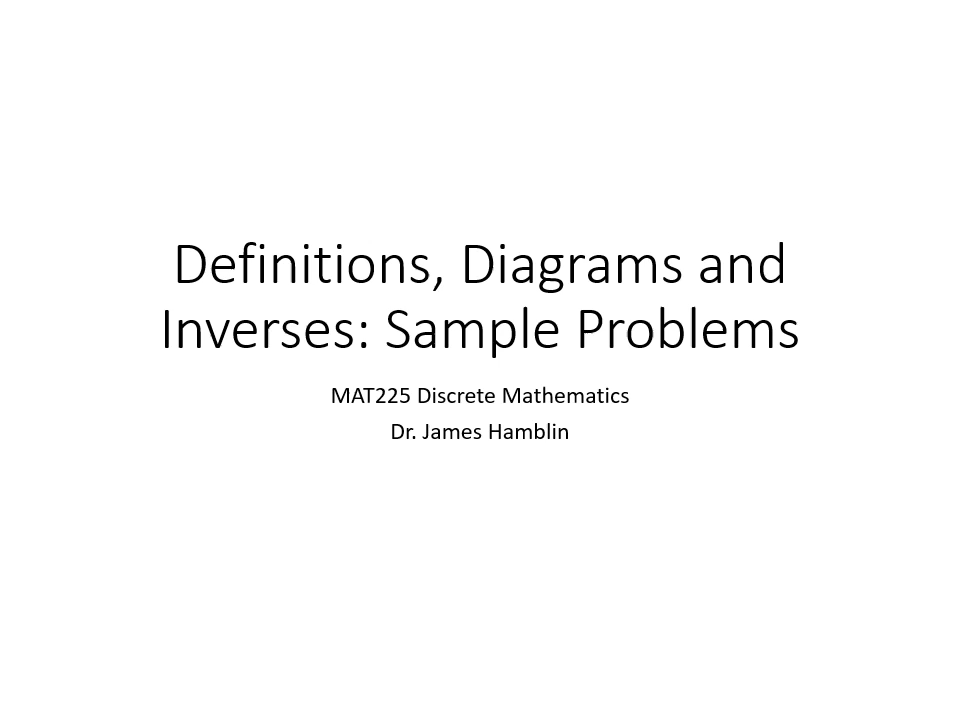 Definitions, Diagrams and
Inverses: Sample Problems
MAT225 Discrete Mathematics
Dr. James Hamblin